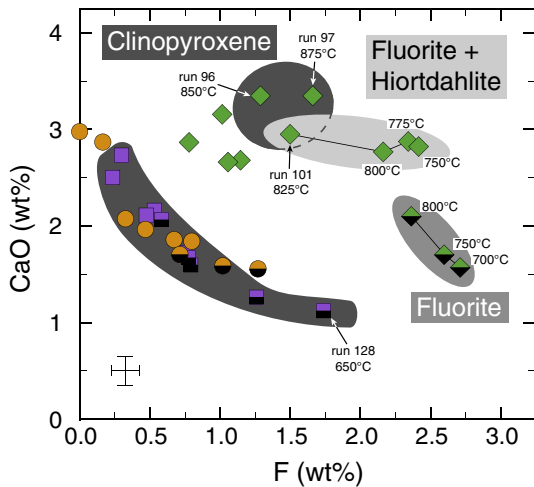 Clinopyroxene
run 97
875°C
run 96
850°C
Fluorite +
Hiortdahlite
775°C
800°C
750°C
run 101
825°C
800°C
750°C
700°C
Fluorite
run 128
650°C
4
3
2
1
0
CaO (wt%)
0.0
0.5
1.0
1.5
2.0
2.5
3.0
F (wt%)